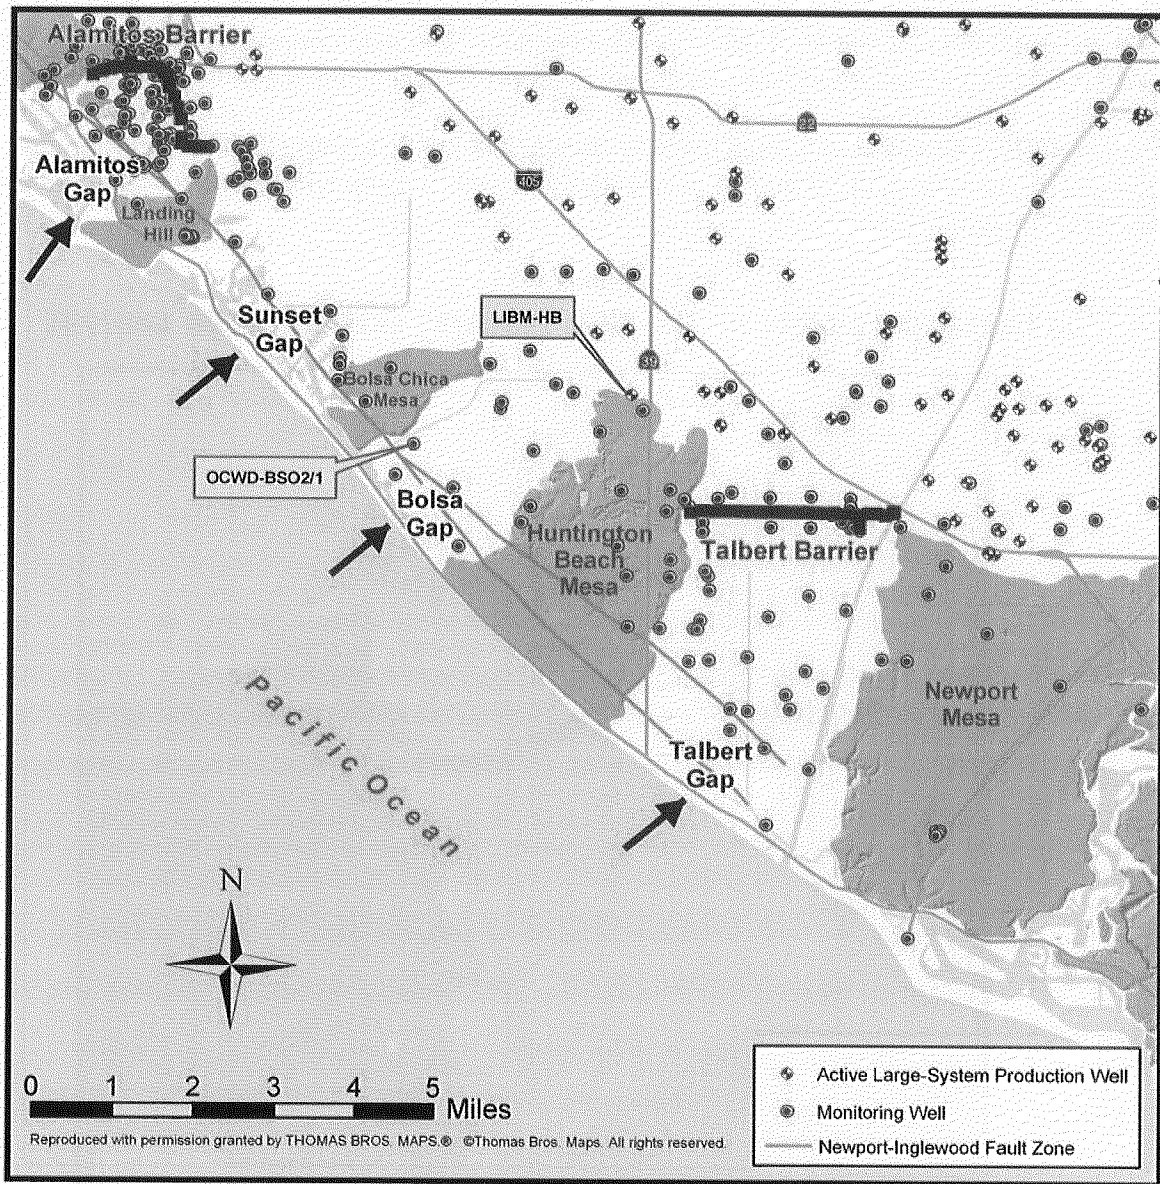 Alamitos Barrier
22
Alamitos
Gap
405
Landing
Hill
Sunset
Gap
LIBM-HB
39
Bolsa Chica
Mesa
OCWD-BSO2/1
Bolsa
Gap
Huntington
Beach
Mesa
Talbert Barrier
Newport
Mesa
Pacific Ocean
Talbert
Gap
N
0 1 2 3 4 5
Miles
Active Large-System Production Well
Monitoring Well
Newport-Inglewood Fault Zone
Reproduced with permission granted by THOMAS BROS. MAPS.® ©Thomas Bros. Maps. All rights reserved.